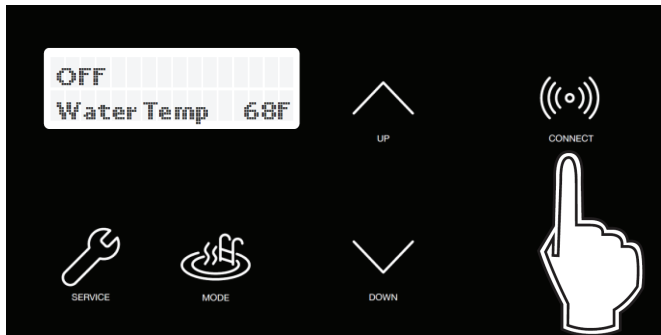 OFF
Water Temp 68F
UP
CONNECT
SERVICE
MODE
DOWN